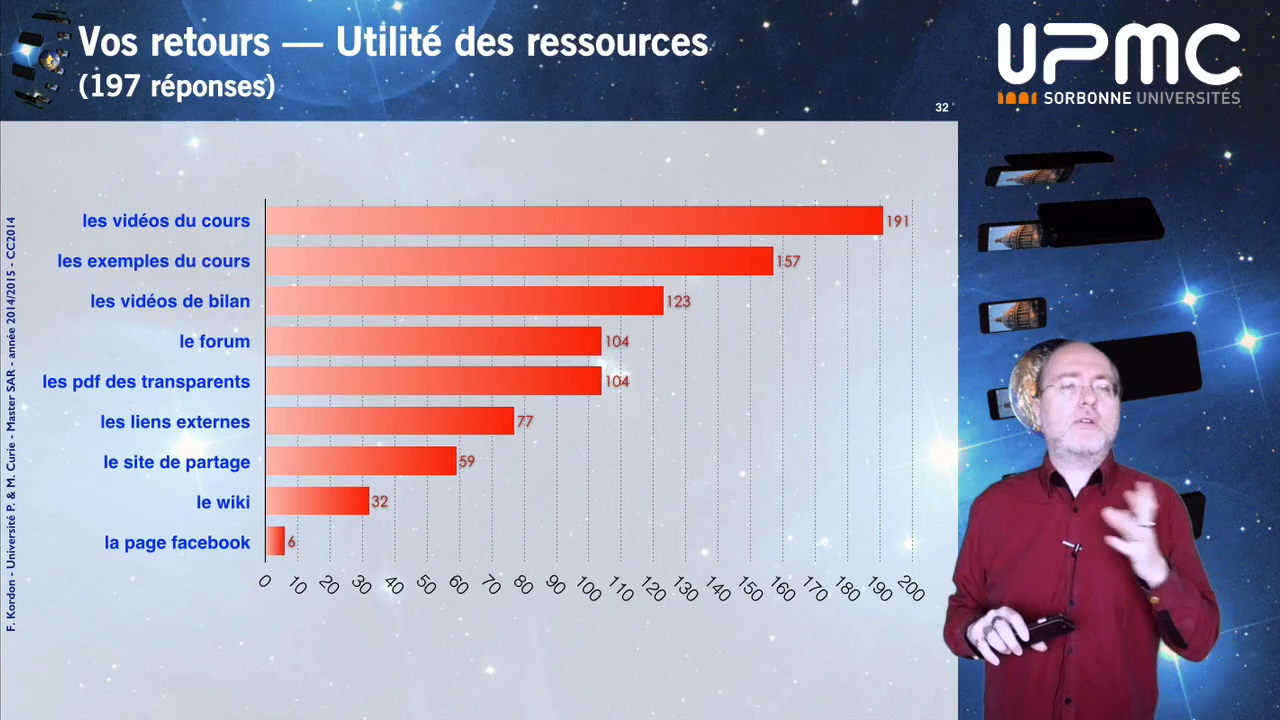 Vos retours — Utilité des ressources
(197 réponses)
UPMC
SORBONNE UNIVERSITÉS
32
F. Kordon - Université P. & M. Curie - Master SAR - année 2014/2015 - CC2014
les vidéos du cours 191
les exemples du cours 157
les vidéos de bilan 123
le forum 104
les pdf des transparents 104
les liens externes 77
le site de partage 59
le wiki 32
la page facebook 6
0 10 20 30 40 50 60 70 80 90 100 110 120 130 140 150 160 170 180 190 200